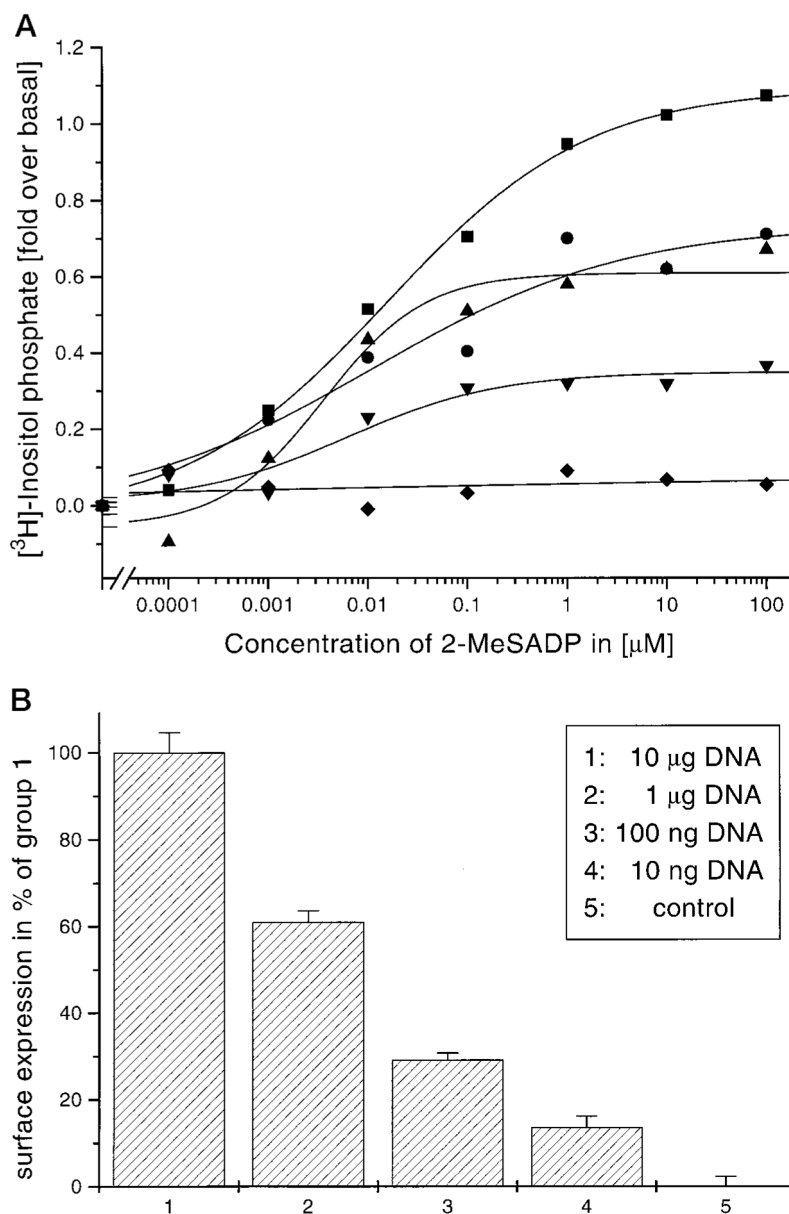 A
[³H]-Inositol phosphate [fold over basal]
1.2
1.0
0.8
0.6
0.4
0.2
0.0
0.0001 0.001 0.01 0.1 1 10 100
Concentration of 2-MeSADP in [µM]
B
surface expression in % of group 1
100
80
60
40
20
0
1: 10 µg DNA
2: 1 µg DNA
3: 100 ng DNA
4: 10 ng DNA
5: control
1 2 3 4 5